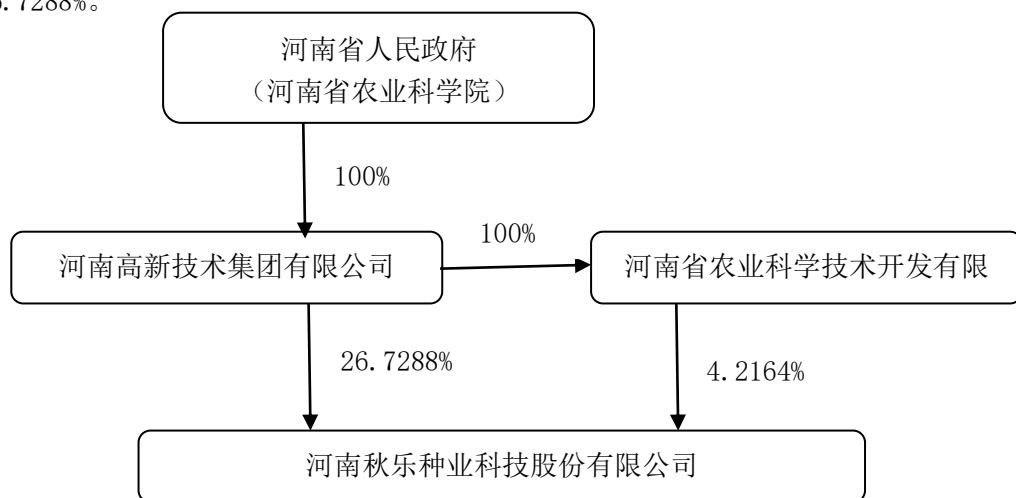 .7288%。
河南省人民政府
（河南省农业科学院）
100%
100%
河南高新技术集团有限公司
河南省农业科学技术开发有限
26.7288%
4.2164%
河南秋乐种业科技股份有限公司